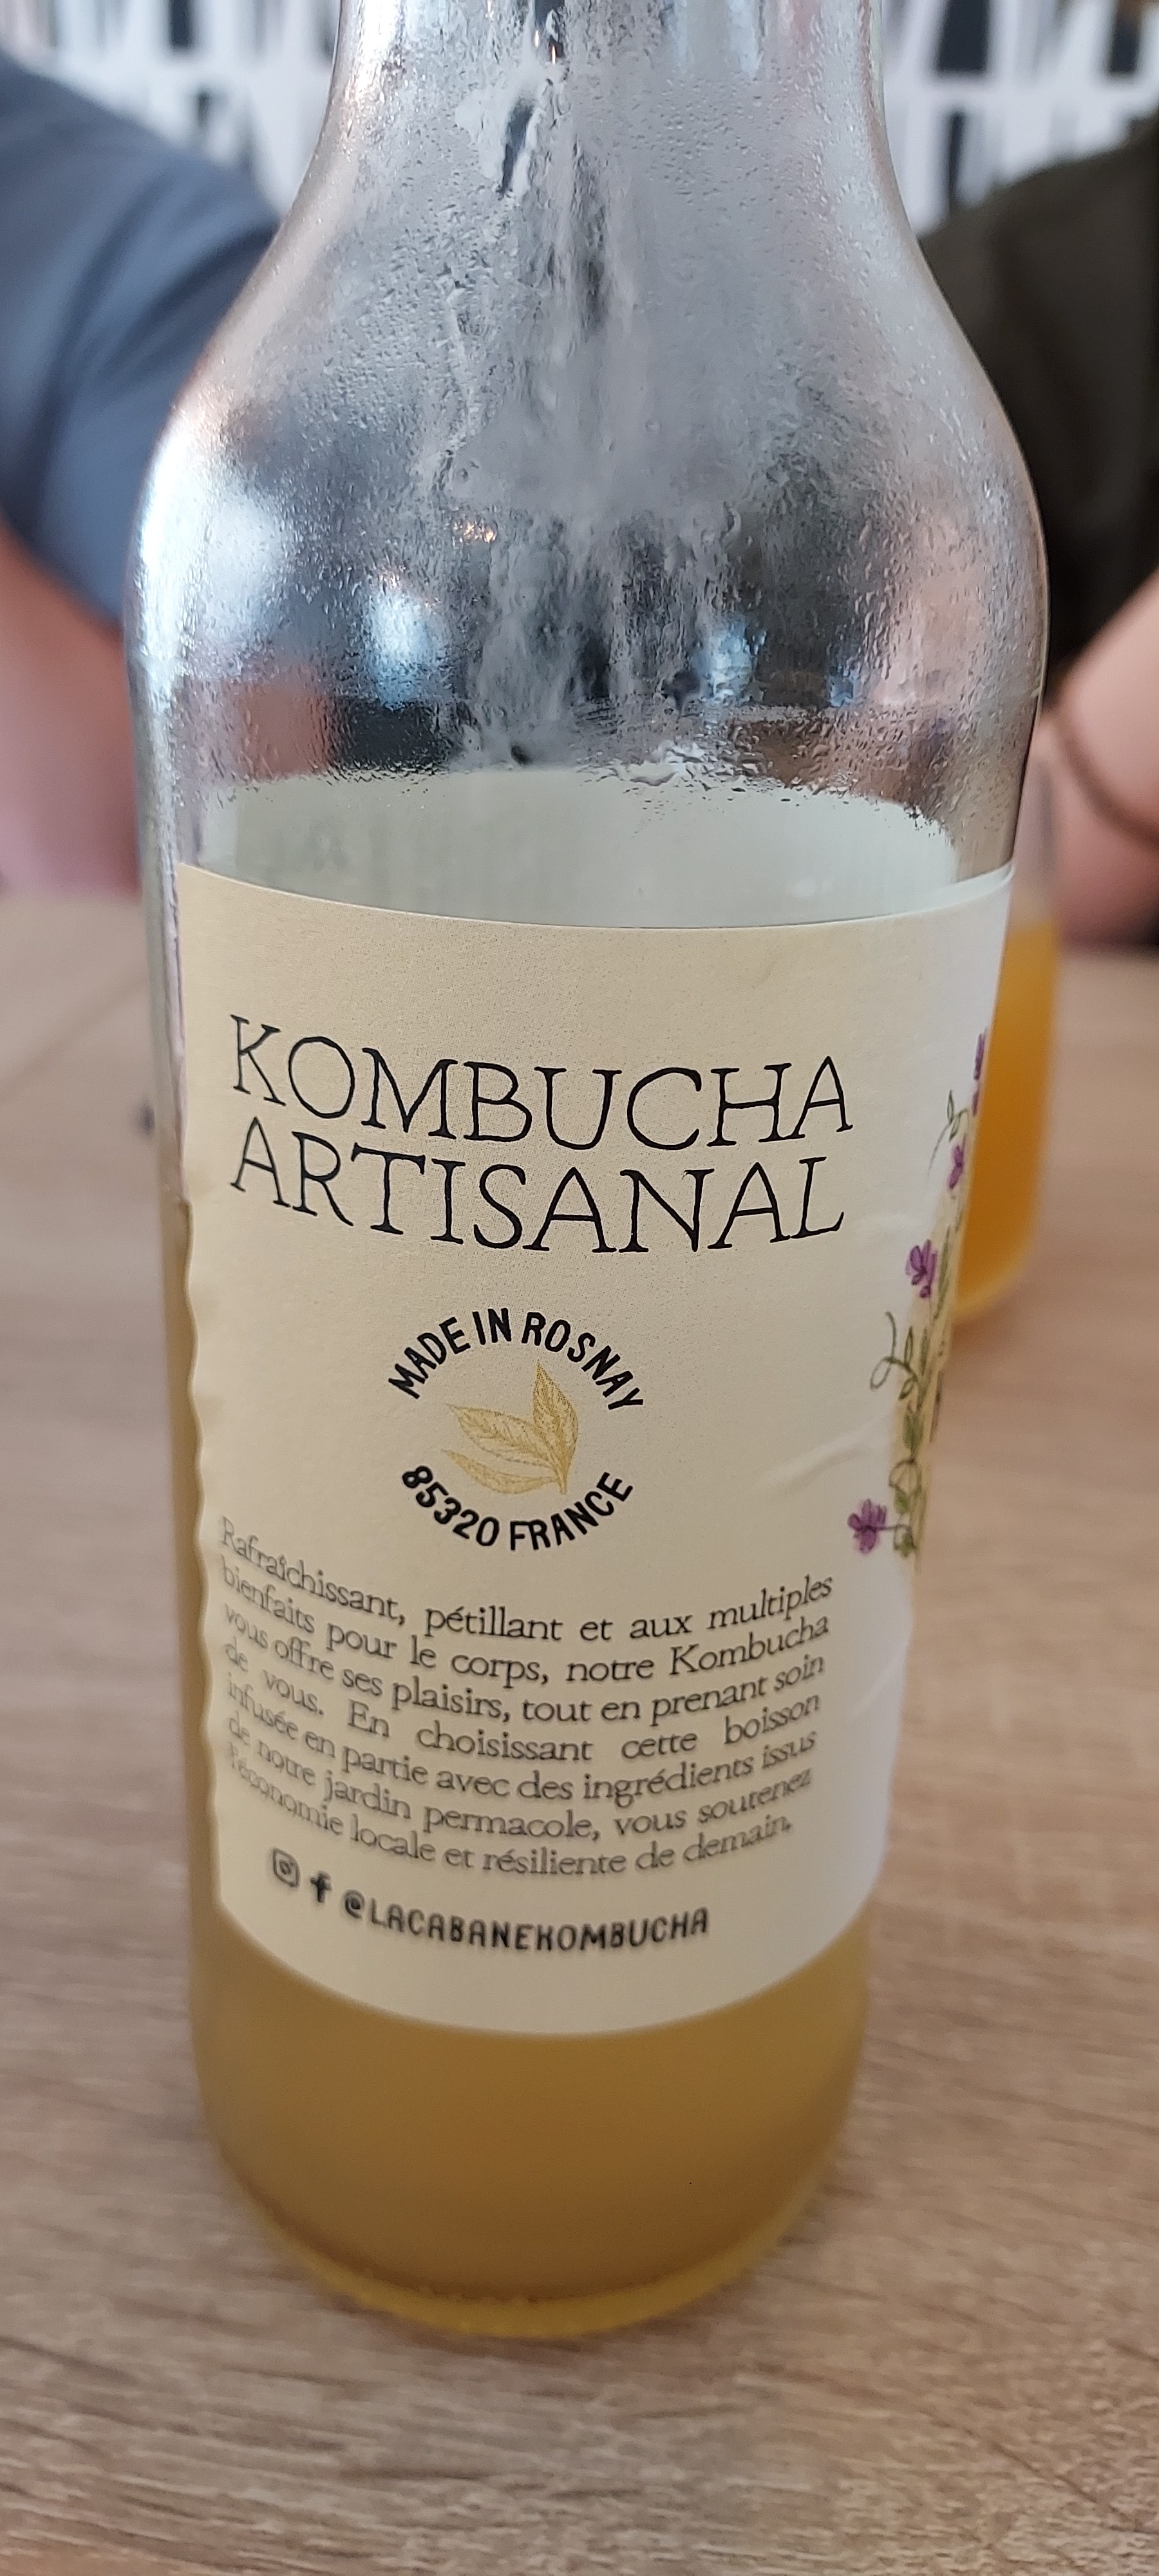 KOMBUCHA
ARTISANAL
MADE IN ROSNAY
85320 FRANCE
Rafraîchissant, pétillant et aux multiples
bienfaits pour le corps, notre Kombucha
vous offre ses plaisirs, tout en prenant soin
de vous. En choisissant cette boisson
infusée en partie avec des ingrédients issus
de notre jardin permacole, vous soutenez
l'économie locale et résiliente de demain.
@LACABANEKOMBUCHA